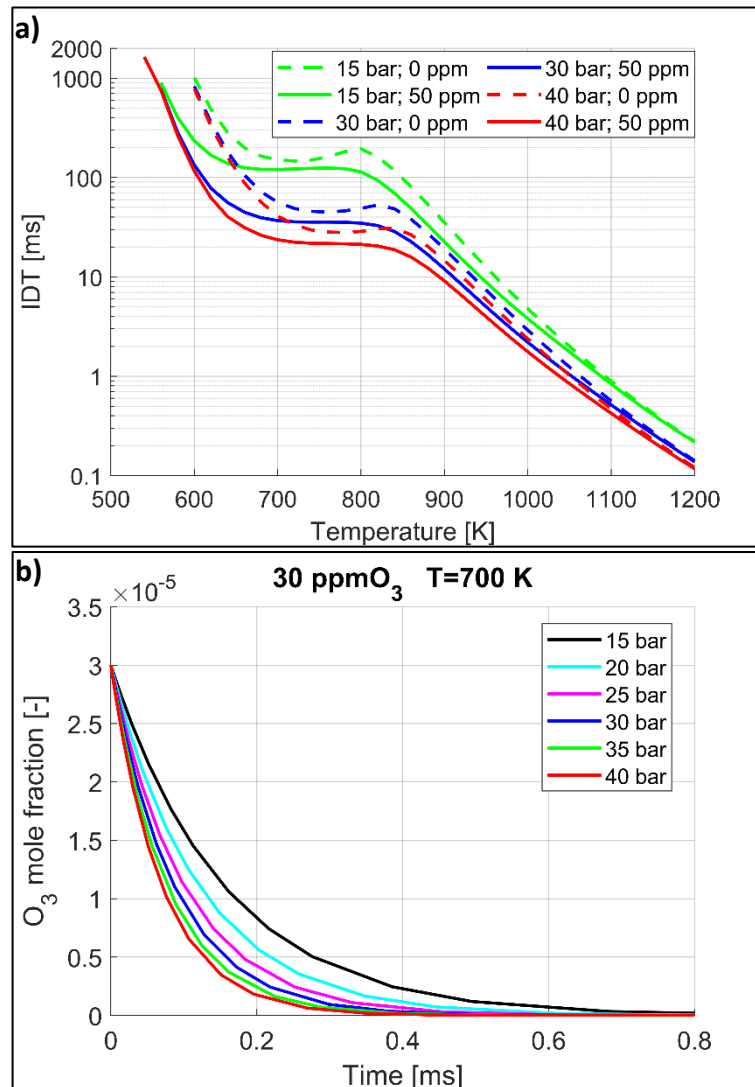 a)
2000
1000
100
10
1
0.1
IDT [ms]
15 bar; 0 ppm
15 bar; 50 ppm
30 bar; 0 ppm
30 bar; 50 ppm
40 bar; 0 ppm
40 bar; 50 ppm
500 600 700 800 900 1000 1100 1200
Temperature [K]
b)
×10⁻⁵
30 ppmO₃ T=700 K
3.5
3
2.5
2
1.5
1
0.5
0
O₃ mole fraction [-]
15 bar
20 bar
25 bar
30 bar
35 bar
40 bar
0 0.2 0.4 0.6 0.8
Time [ms]